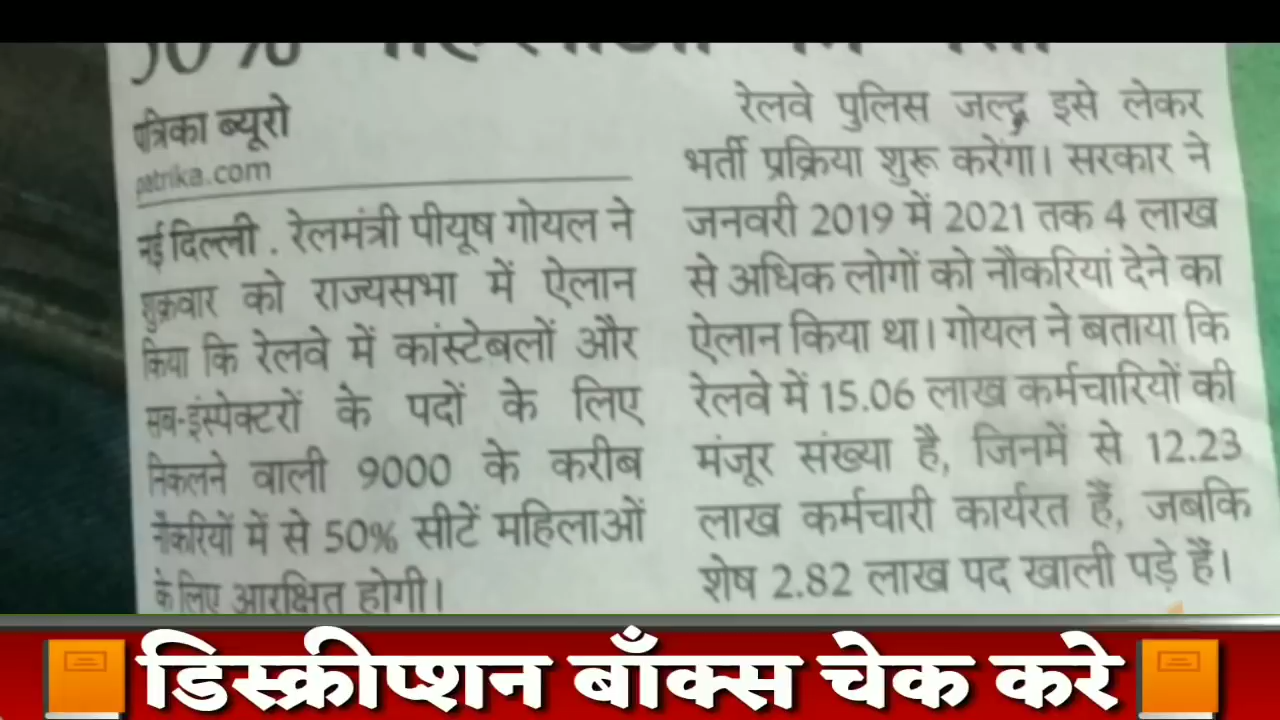 50%
पत्रिका ब्यूरो
patrika.com
नई दिल्ली . रेलमंत्री पीयूष गोयल ने
शुक्रवार को राज्यसभा में ऐलान
किया कि रेलवे में कांस्टेबलों और
सब-इंस्पेक्टरों के पदों के लिए
निकलने वाली 9000 के करीब
नौकरियों में से 50% सीटें महिलाओं
के लिए आरक्षित होगी।
रेलवे पुलिस जल्द इसे लेकर
भर्ती प्रक्रिया शुरू करेंगा। सरकार ने
जनवरी 2019 में 2021 तक 4 लाख
से अधिक लोगों को नौकरियां देने का
ऐलान किया था। गोयल ने बताया कि
रेलवे में 15.06 लाख कर्मचारियों की
मंजूर संख्या है, जिनमें से 12.23
लाख कर्मचारी कार्यरत हैं, जबकि
शेष 2.82 लाख पद खाली पड़े हैं।
डिस्क्रीप्शन बॉक्स चेक करे